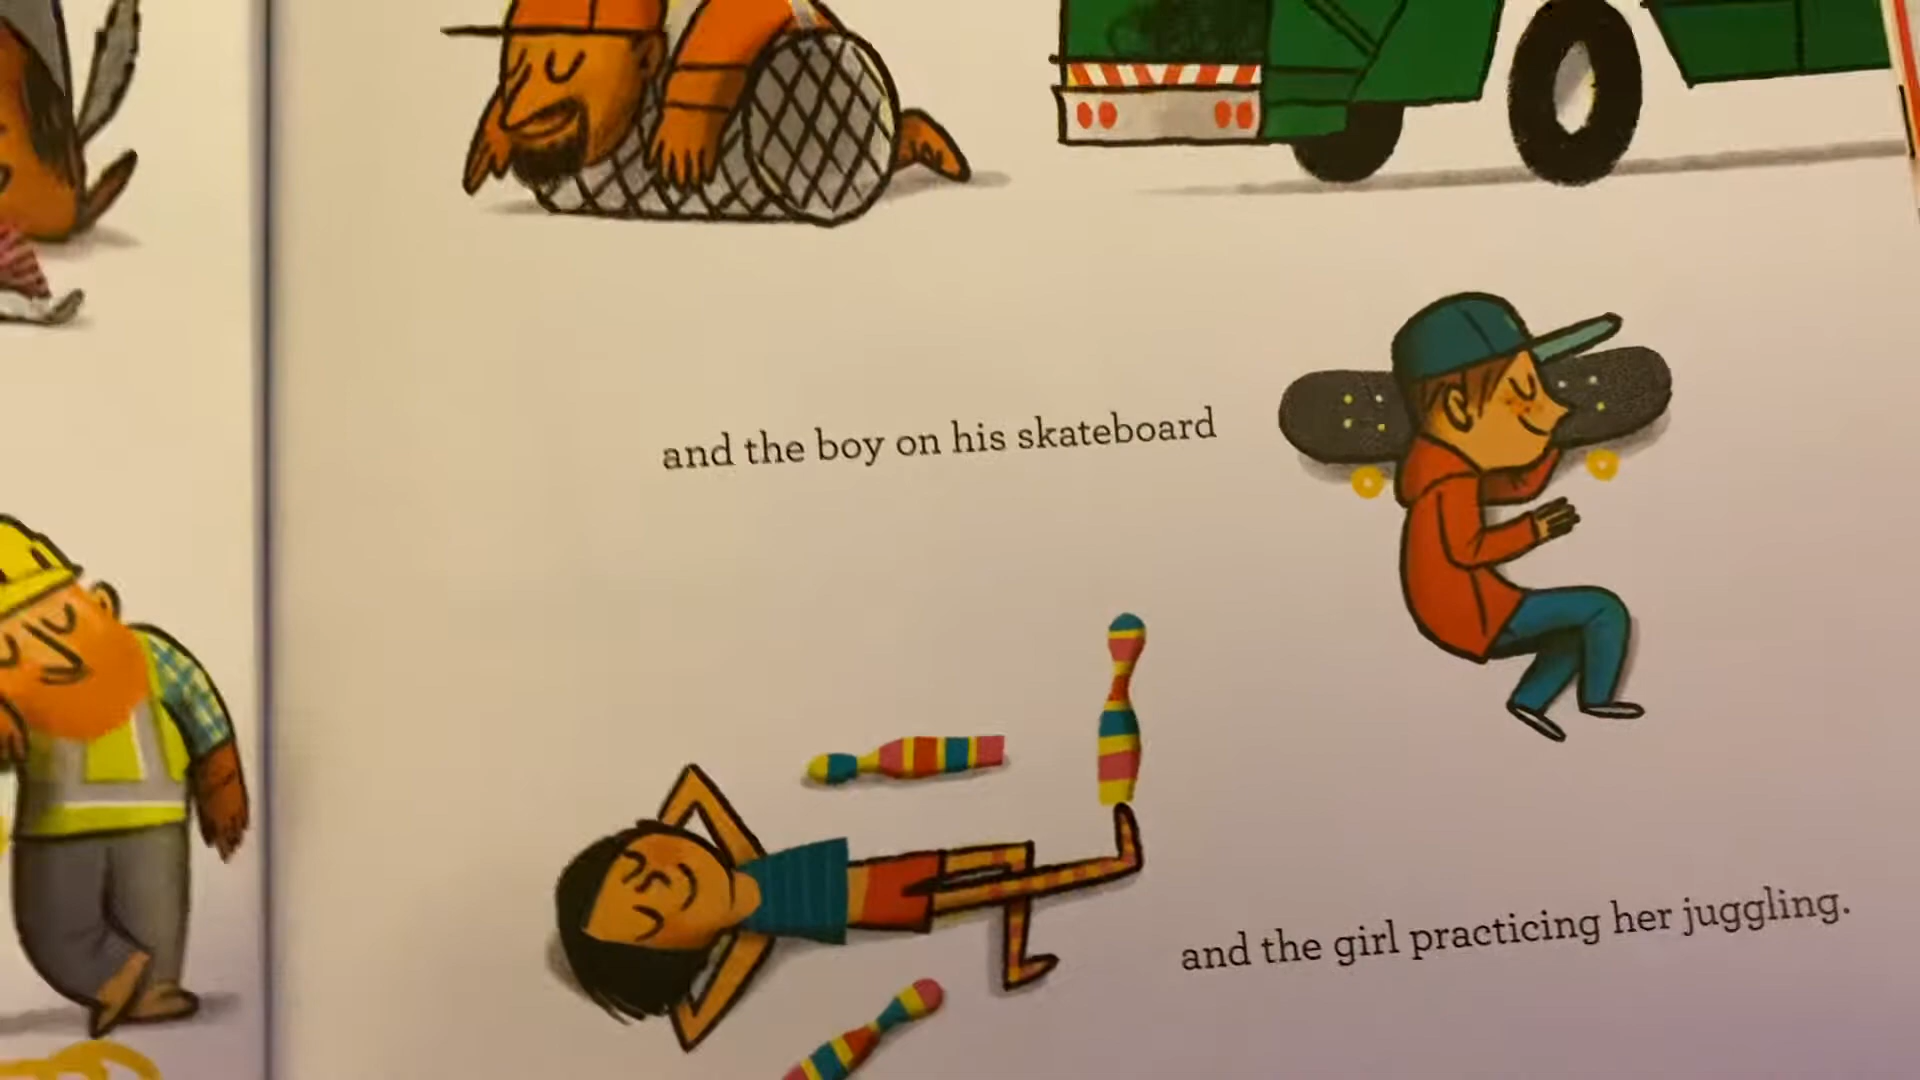 and the boy on his skateboard
and the girl practicing her juggling.